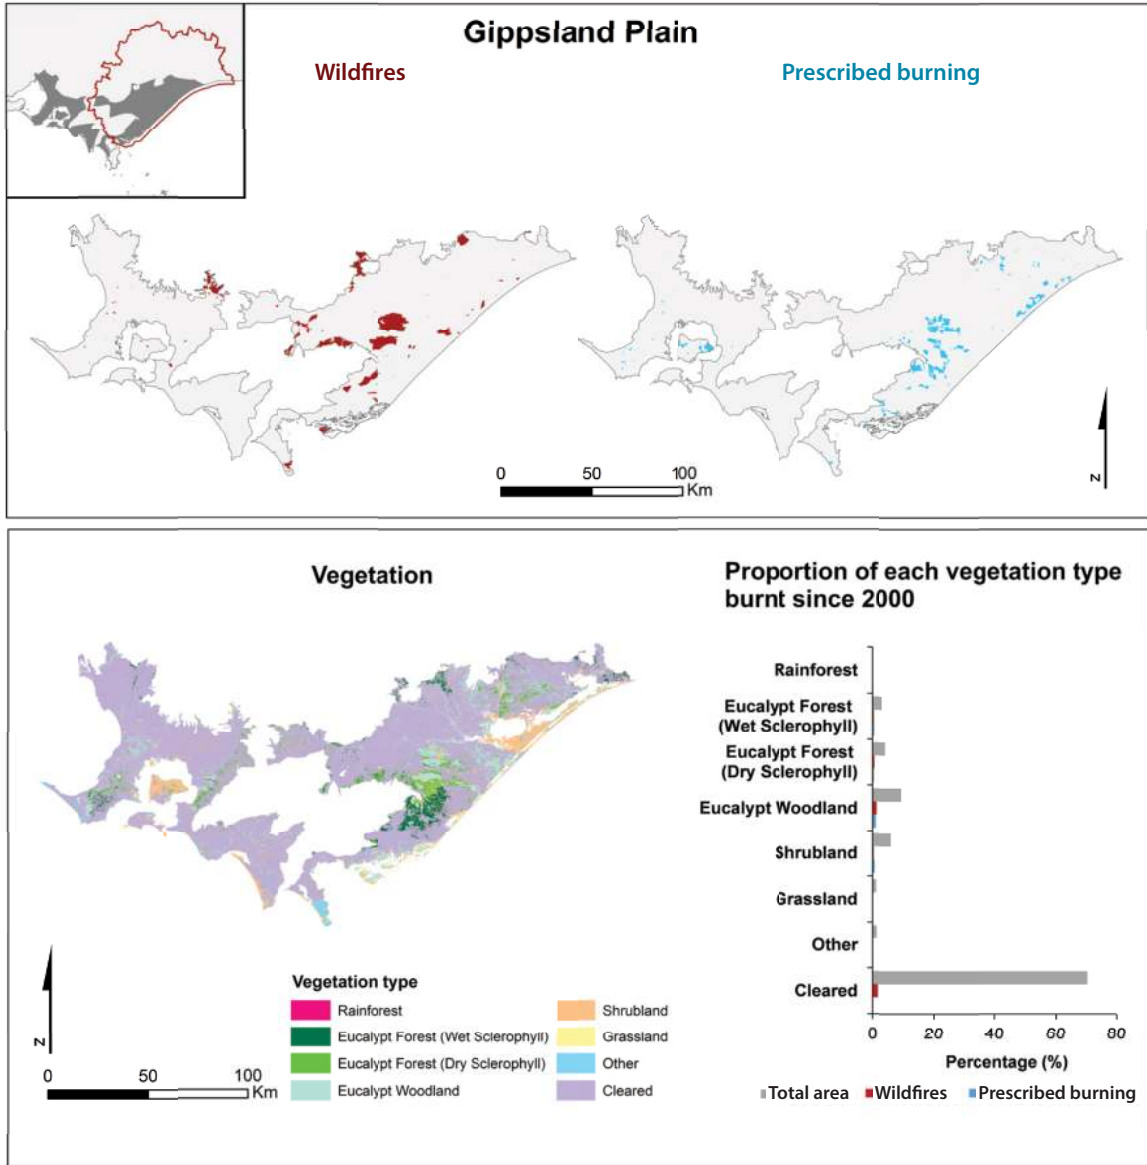 Gippsland Plain
Wildfires
Prescribed burning
0 50 100
Km
N
Vegetation
Proportion of each vegetation type
burnt since 2000
Rainforest
Eucalypt Forest
(Wet Sclerophyll)
Eucalypt Forest
(Dry Sclerophyll)
Eucalypt Woodland
Shrubland
Grassland
Other
Cleared
0 20 40 60 80
Percentage (%)
Total area Wildfires Prescribed burning
Vegetation type
Rainforest
Eucalypt Forest (Wet Sclerophyll)
Eucalypt Forest (Dry Sclerophyll)
Eucalypt Woodland
Shrubland
Grassland
Other
Cleared
N
0 50 100
Km